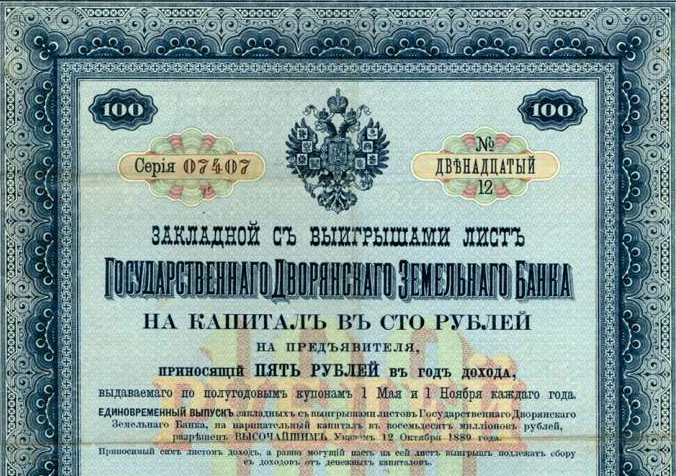 100 100
Серія 07407
№
ДВѢНАДЦАТЫЙ
12
ЗАКЛАДНОЙ СЪ ВЫИГРЫШАМИ ЛИСТЪ
ГОСУДАРСТВЕННАГО ДВОРЯНСКАГО ЗЕМЕЛЬНАГО БАНКА
НА КАПИТАЛЪ ВЪ СТО РУБЛЕЙ
НА ПРЕДЪЯВИТЕЛЯ,
приносящій ПЯТЬ РУБЛЕЙ въ годъ дохода,
выдаваемаго по полугодовымъ купонамъ 1 Мая и 1 Ноября каждаго года.
ЕДИНОВРЕМЕННЫЙ ВЫПУСКЪ закладныхъ съ выигрышами листовъ Государственнаго Дворянскаго
Земельнаго Банка, на нарицательный капиталъ въ восемьдесятъ милліоновъ рублей,
разрѣшенъ ВЫСОЧАЙШИМЪ Указомъ 12 Октября 1889 года.
Приносимый симъ листомъ доходъ, а равно могущій пасть на сей листъ выигрышъ подлежатъ сбору
съ доходовъ отъ денежныхъ капиталовъ.